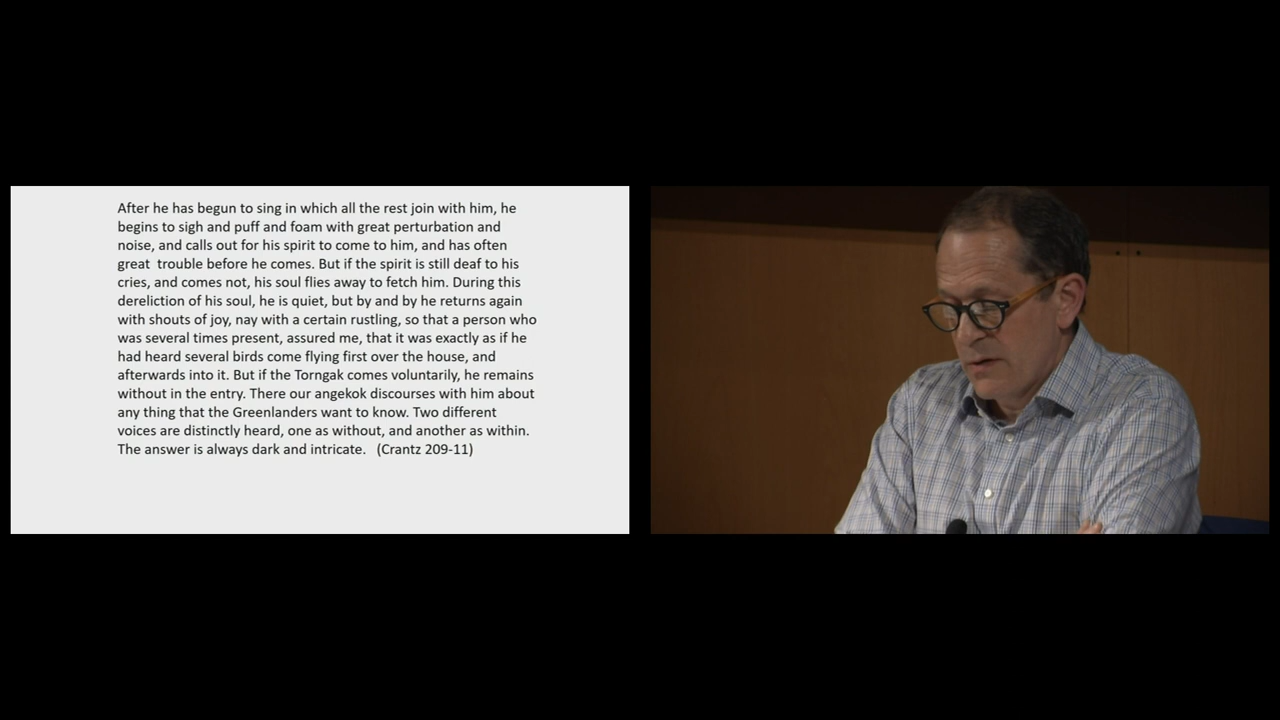 After he has begun to sing in which all the rest join with him, he
begins to sigh and puff and foam with great perturbation and
noise, and calls out for his spirit to come to him, and has often
great  trouble before he comes. But if the spirit is still deaf to his
cries, and comes not, his soul flies away to fetch him. During this
dereliction of his soul, he is quiet, but by and by he returns again
with shouts of joy, nay with a certain rustling, so that a person who
was several times present, assured me, that it was exactly as if he
had heard several birds come flying first over the house, and
afterwards into it. But if the Torngak comes voluntarily, he remains
without in the entry. There our angekok discourses with him about
any thing that the Greenlanders want to know. Two different
voices are distinctly heard, one as without, and another as within.
The answer is always dark and intricate.   (Crantz 209-11)